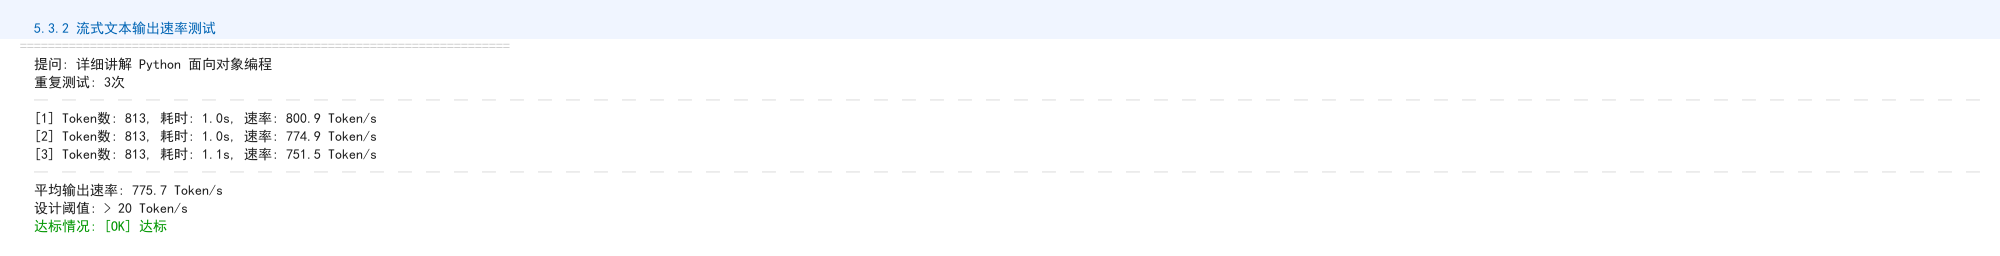 5.3.2 流式文本输出速率测试
======================================================================
提问: 详细讲解 Python 面向对象编程
重复测试: 3次
— — — — — — — — — — — — — — — — — — — — — — — — — — — — — — — — — — — — — — — — — — — — — — — — — — — — — — — — — — — — — — — — — — — — — —
[1] Token数: 813, 耗时: 1.0s, 速率: 800.9 Token/s
[2] Token数: 813, 耗时: 1.0s, 速率: 774.9 Token/s
[3] Token数: 813, 耗时: 1.1s, 速率: 751.5 Token/s
— — — — — — — — — — — — — — — — — — — — — — — — — — — — — — — — — — — — — — — — — — — — — — — — — — — — — — — — — — — — — — — — — — — — — —
平均输出速率: 775.7 Token/s
设计阈值: > 20 Token/s
达标情况: [OK] 达标